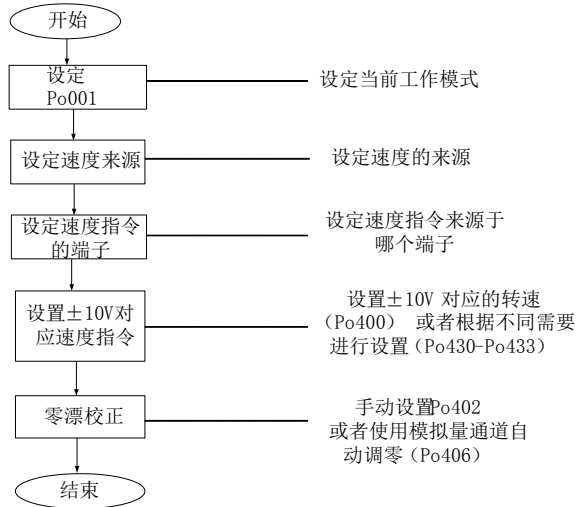 开始
设定
Po001
设定当前工作模式
设定速度来源
设定速度的来源
设定速度指令
的端子
设定速度指令来源于
哪个端子
设置±10V对
应速度指令
设置±10V 对应的转速
（Po400） 或者根据不同需要
进行设置（Po430-Po433）
零漂校正
手动设置Po402
或者使用模拟量通道自
动调零（Po406）
结束